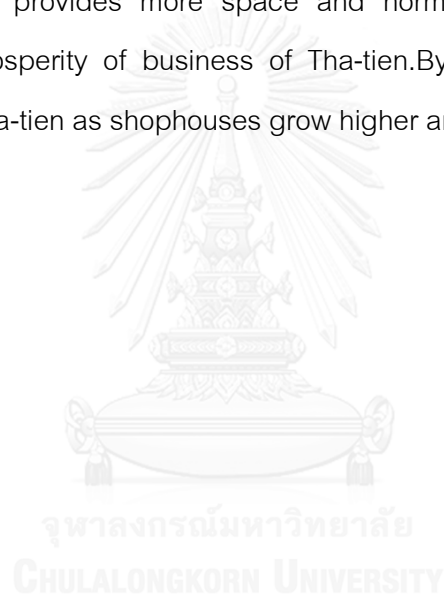 provides more space and norm
osperity of business of Tha-tien.By
a-tien as shophouses grow higher a
จุฬาลงกรณ์มหาวิทยาลัย
CHULALONGKORN UNIVERSITY